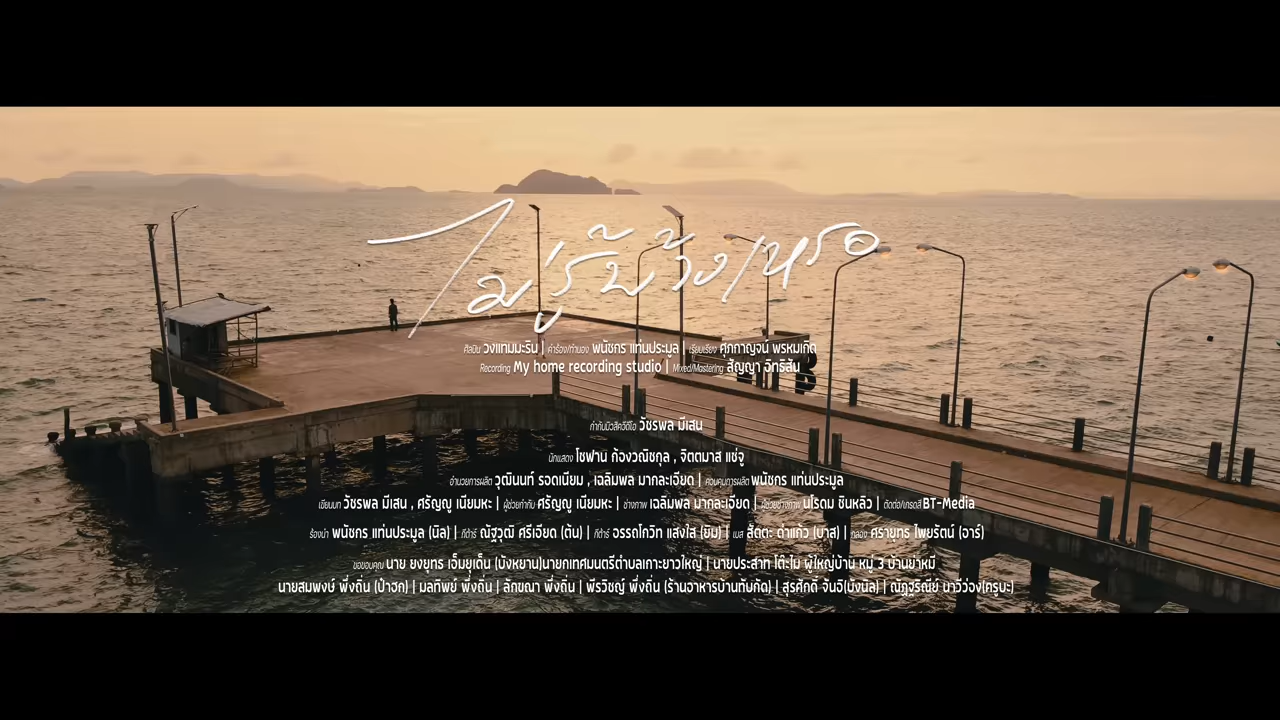 ไม่รู้บ้างเหรอ
ศิลปิน วงแทมมะริน | คำร้อง/ทำนอง พนัชกร แท่นประมูล | เรียบเรียง ศุภกาญจน์ พรหมเกิด
Recording My home recording studio | Mixed/Mastering สัญญา อิทธิสัน
กำกับมิวสิควีดีโอ วัชรพล มีเสน
นักแสดง โซฟาน ก้องวณิชกุล , จิตตมาส แซ่จู
อำนวยการผลิต วุฒินนท์ รอดเนียม , เฉลิมพล มากละเอียด | ควบคุมการผลิต พนัชกร แท่นประมูล
เขียนบท วัชรพล มีเสน , ศรัญญู เนียมหะ | ผู้ช่วยกำกับ ศรัญญู เนียมหะ | ช่างภาพ เฉลิมพล มากละเอียด | ผู้ช่วยช่างภาพ นโรดม ชินหลิว | ตัดต่อ/เกรดสี BT-Media
ร้องนำ พนัชกร แท่นประมูล (นิล) | กีต้าร์ ณัฐวุฒิ ศรีเอียด (ต้น) | กีต้าร์ อรรถโกวิท แสงใส (ยิม) | เบส สัตตะ ดำแก้ว (บาส) | กลอง ศรายุทธ ไพยรัตน์ (อาร์)
ขอขอบคุณ นาย ยงยุทธ เอ็มยุเด็น (บังหยาน)นายกเทศมนตรีตำบลเกาะยาวใหญ่ | นายประสาท โต๊ะไม ผู้ใหญ่บ้าน หมู่ 3 บ้านย่าหมี
นายสมพงษ์ พึ่งถิ่น (ป๋าฮก) | มลทิพย์ พึ่งถิ่น | ลักขณา พึ่งถิ่น | พีรวิชญ์ พึ่งถิ่น (ร้านอาหารบ้านทับกัด) | สุรศักดิ์ จันอิ(บังนิล) | ณัฏฐริณีย์ นาวีว่อง(ครูบะ)